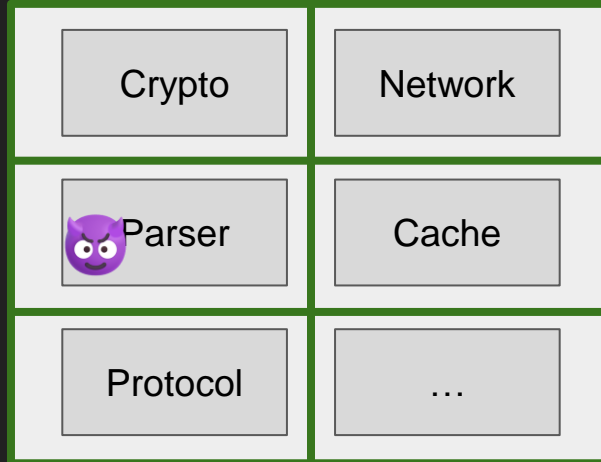 Crypto
Network
Parser
Cache
Protocol
…